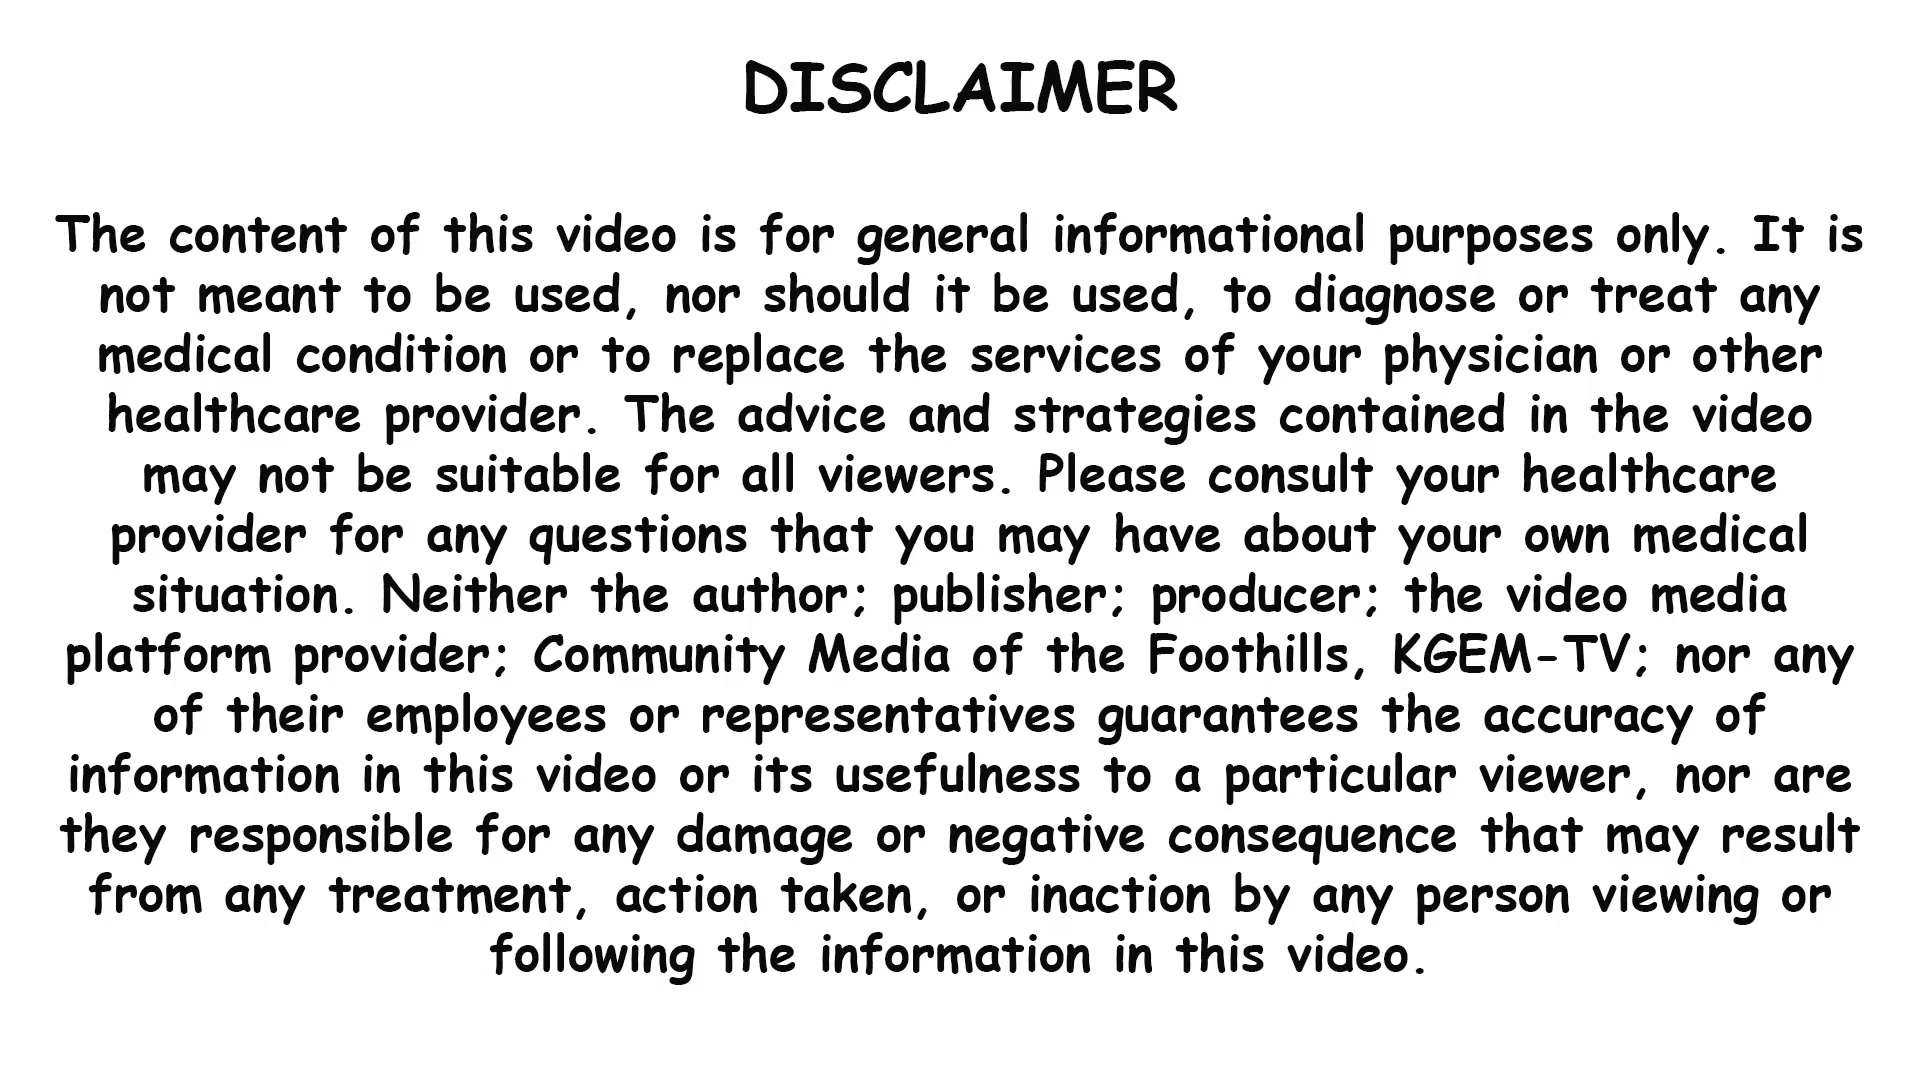 DISCLAIMER
The content of this video is for general informational purposes only. It is
not meant to be used, nor should it be used, to diagnose or treat any
medical condition or to replace the services of your physician or other
healthcare provider. The advice and strategies contained in the video
may not be suitable for all viewers. Please consult your healthcare
provider for any questions that you may have about your own medical
situation. Neither the author; publisher; producer; the video media
platform provider; Community Media of the Foothills, KGEM-TV; nor any
of their employees or representatives guarantees the accuracy of
information in this video or its usefulness to a particular viewer, nor are
they responsible for any damage or negative consequence that may result
from any treatment, action taken, or inaction by any person viewing or
following the information in this video.